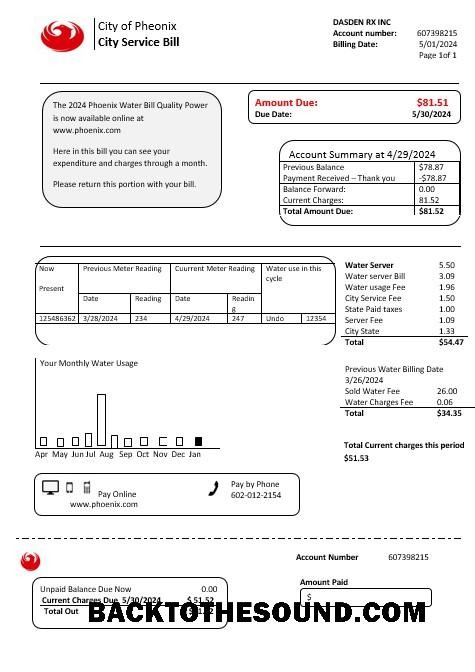 City of Pheonix
City Service Bill
DASDEN RX INC
Account number: 607398215
Billing Date: 5/01/2024
Page 1of 1
The 2024 Phoenix Water Bill Quality Power
is now available online at
www.phoenix.com
Here in this bill you can see your
expenditure and charges through a month.
Please return this portion with your bill.
Amount Due: $81.51
Due Date: 5/30/2024
Account Summary at 4/29/2024
Previous Balance $78.87
Payment Received – Thank you -$78.87
Balance Forward: 0.00
Current Charges: 81.52
Total Amount Due: $81.52
Now Previous Meter Reading Cuurrent Meter Reading Water use in this
cycle
Present
Date Reading Date Readin
g
125486362 3/28/2024 234 4/29/2024 247 Undo 12354
Water Server 5.50
Water server Bill 3.09
Water usage Fee 1.96
City Service Fee 1.50
State Paid taxes 1.00
Server Fee 1.09
City State 1.33
Total $54.47
Your Monthly Water Usage
Apr May Jun Jul Aug Sep Oct Nov Dec Jan
Previous Water Billing Date
3/26/2024
Sold Water Fee 26.00
Water Charges Fee 0.06
Total $34.35
Total Current charges this period
$51.53
Pay Online
www.phoenix.com
Pay by Phone
602-012-2154
Account Number 607398215
Unpaid Balance Due Now 0.00
Current Charges Due 5/30/2024 $ 51.52
Total Out
Amount Paid
$
BACKTOTHESOUND.COM